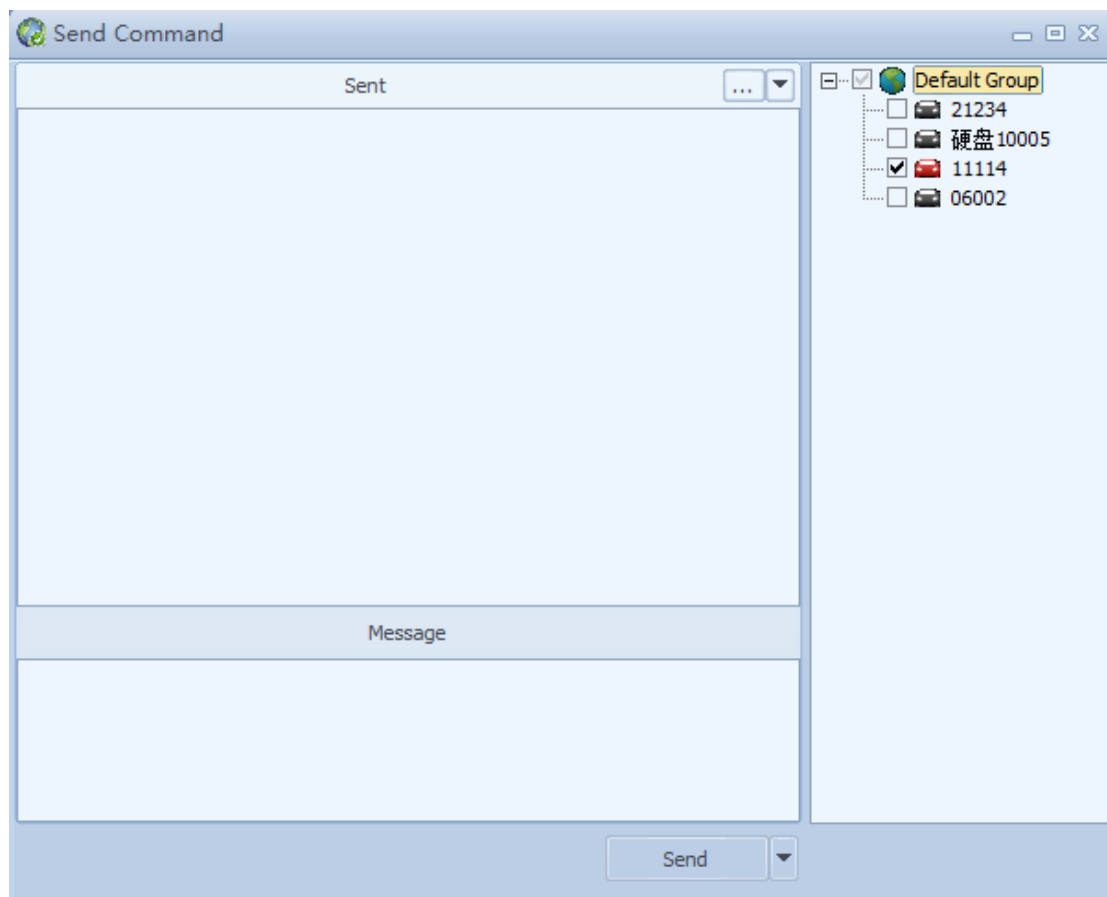 Send Command
Sent
...
Default Group
21234
硬盘10005
11114
06002
Message
Send